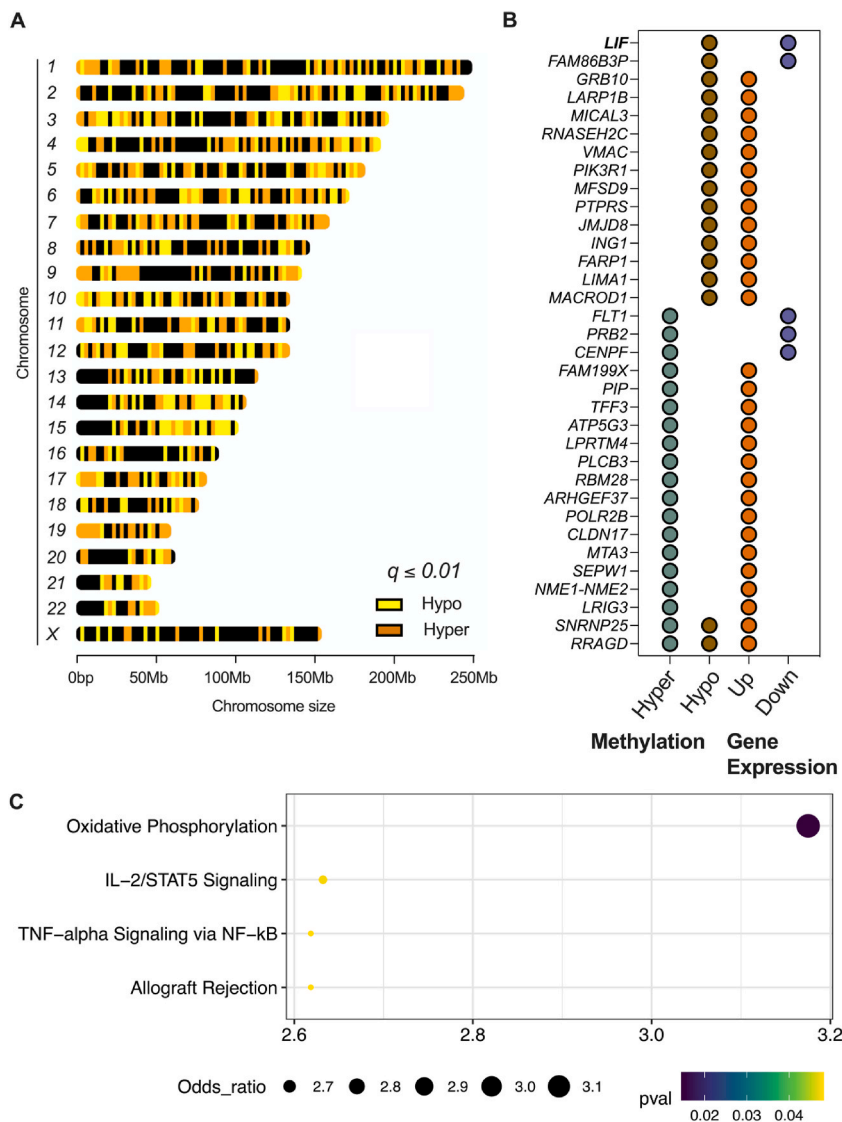 A
Chromosome
1
2
3
4
5
6
7
8
9
10
11
12
13
14
15
16
17
18
19
20
21
22
X
q ≤ 0.01
Hypo
Hyper
0bp 50Mb 100Mb 150Mb 200Mb 250Mb
Chromosome size
B
LIF
FAM86B3P
GRB10
LARP1B
MICAL3
RNASEH2C
VMAC
PIK3R1
MFSD9
PTPRS
JMJD8
ING1
FARP1
LIMA1
MACROD1
FLT1
PRB2
CENPF
FAM199X
PIP
TFF3
ATP5G3
LPRTM4
PLCB3
RBM28
ARHGEF37
POLR2B
CLDN17
MTA3
SEPW1
NME1-NME2
LRIG3
SNRNP25
RRAGD
Hyper Hypo Up Down
Methylation Gene
Expression
C
Oxidative Phosphorylation
IL−2/STAT5 Signaling
TNF−alpha Signaling via NF−kB
Allograft Rejection
2.6 2.8 3.0 3.2
Odds_ratio 2.7 2.8 2.9 3.0 3.1
pval 0.02 0.03 0.04